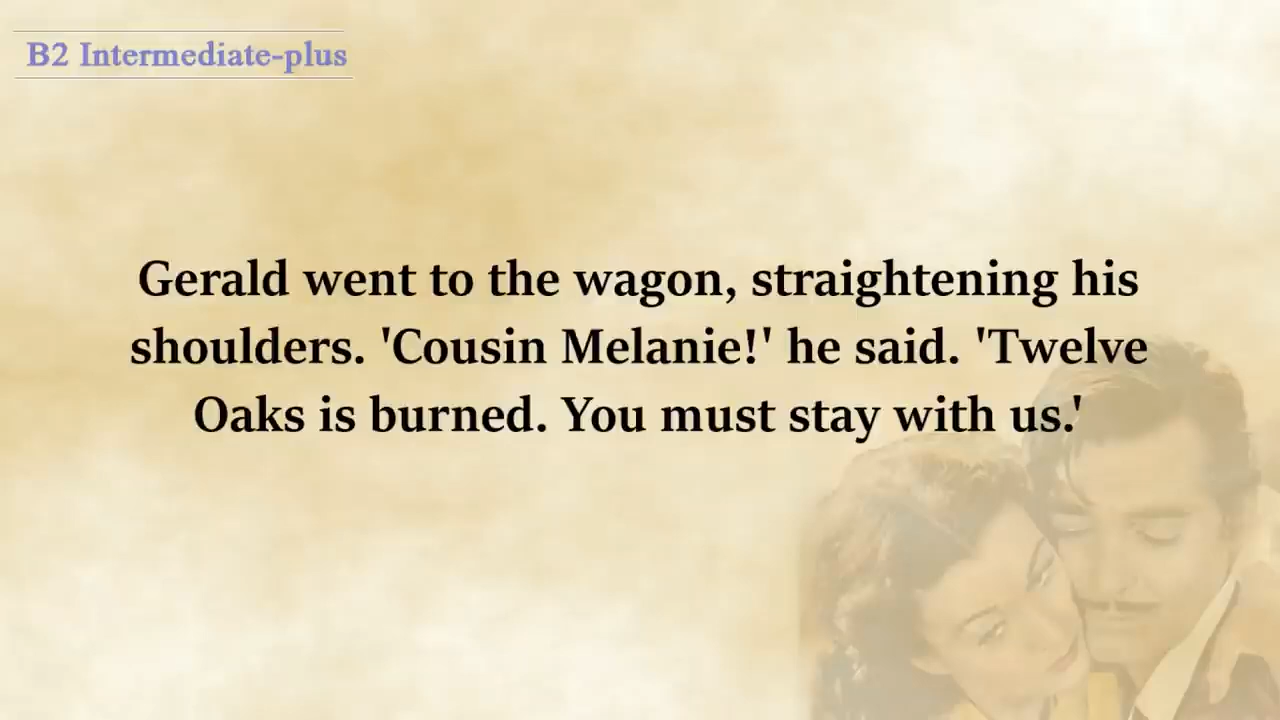 B2 Intermediate-plus
Gerald went to the wagon, straightening his
shoulders. 'Cousin Melanie!' he said. 'Twelve
Oaks is burned. You must stay with us.'